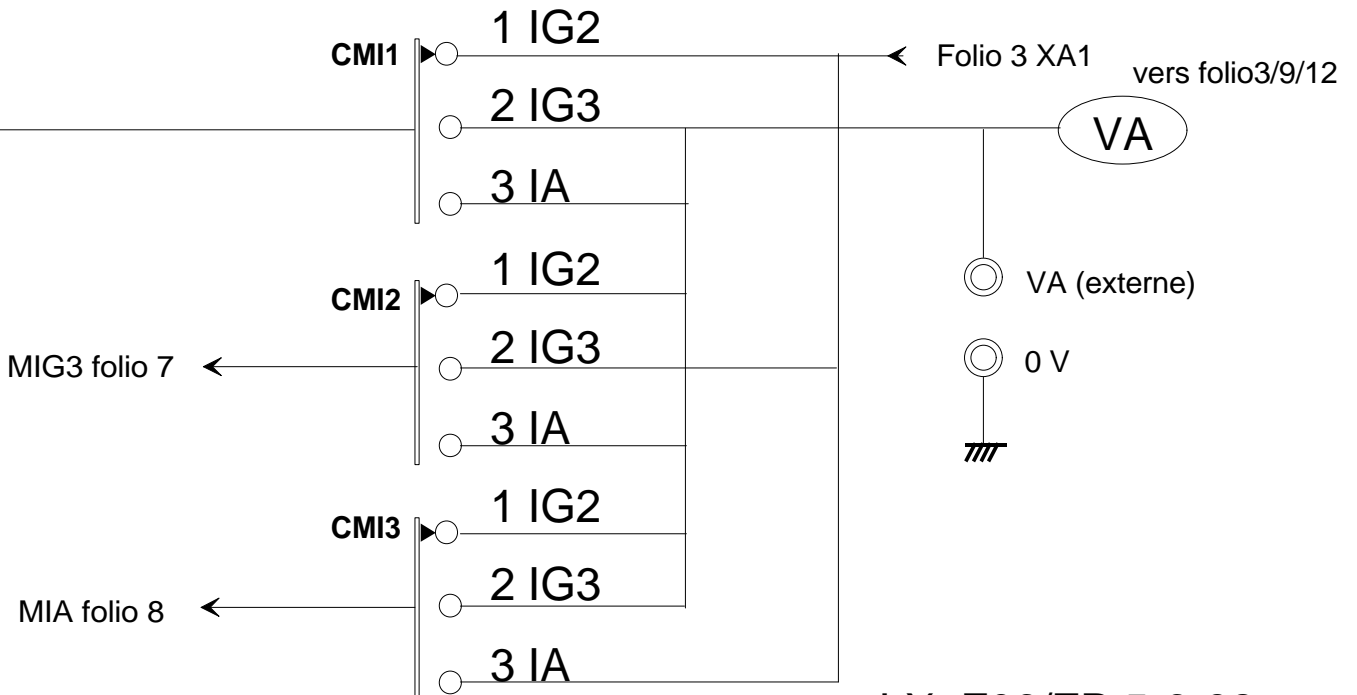 1 IG2
CMI1
Folio 3 XA1
vers folio3/9/12
2 IG3
VA
3 IA
1 IG2
CMI2
VA (externe)
2 IG3
MIG3 folio 7
0 V
3 IA
1 IG2
CMI3
2 IG3
MIA folio 8
3 IA